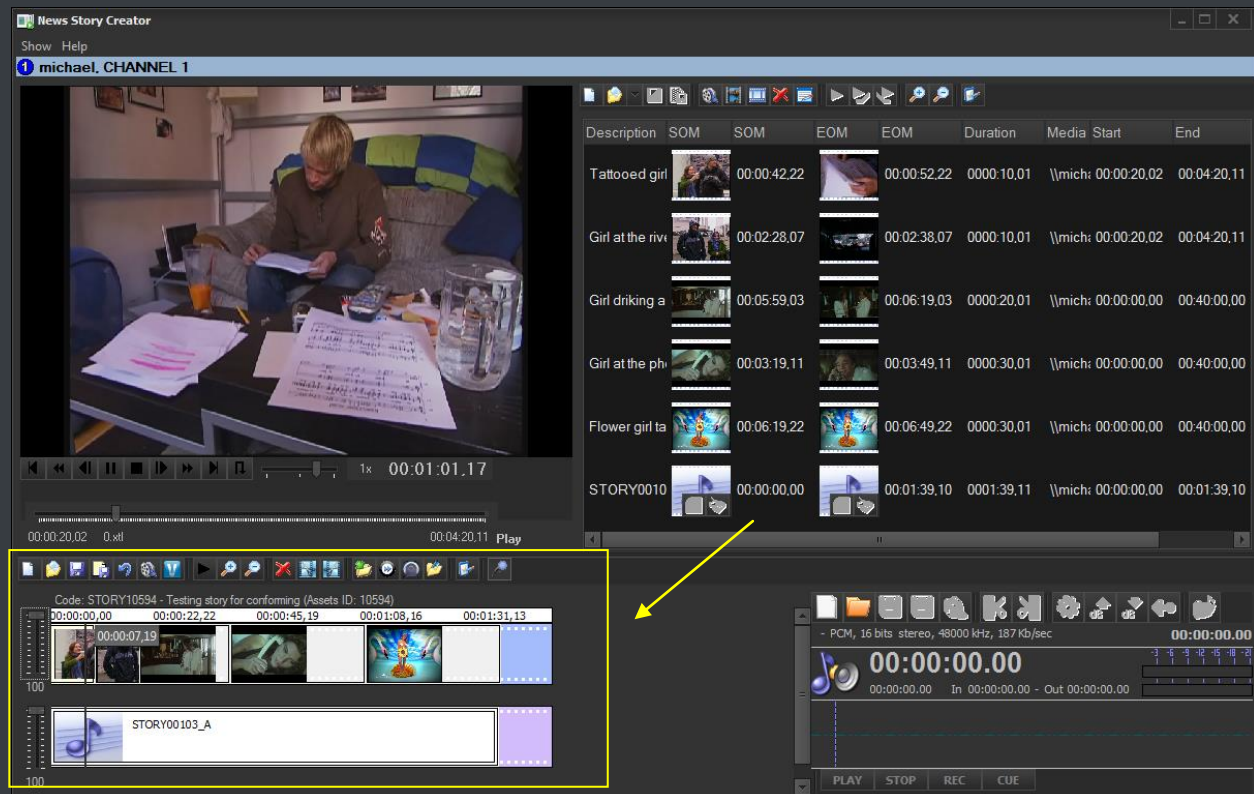 News Story Creator
Show Help
1 michael, CHANNEL 1
Description SOM SOM EOM EOM Duration Media Start End
Tattooed girl 00:00:42,22 00:00:52,22 0000:10,01 \\mich: 00:00:20,02 00:04:20,11
Girl at the rive 00:02:28,07 00:02:38,07 0000:10,01 \\mich: 00:00:20,02 00:04:20,11
Girl driking a 00:05:59,03 00:06:19,03 0000:20,01 \\mich: 00:00:00,00 00:40:00,00
Girl at the pho 00:03:19,11 00:03:49,11 0000:30,01 \\mich: 00:00:00,00 00:40:00,00
Flower girl ta 00:06:19,22 00:06:49,22 0000:30,01 \\mich: 00:00:00,00 00:40:00,00
STORY0010 00:00:00,00 00:01:39,10 0001:39,11 \\mich: 00:00:00,00 00:01:39,10
1x 00:01:01,17
00:00:20,02 0.xtl 00:04:20,11 Play
Code: STORY10594 - Testing story for conforming (Assets ID: 10594)
00:00:00,00 00:00:22,22 00:00:45,19 00:01:08,16 00:01:31,13
00:00:07,19
100
STORY00103_A
100
- PCM, 16 bits stereo, 48000 kHz, 187 Kb/sec 00:00:00.00
-3 -6 -9 -12 -15 -18 -21
00:00:00.00
00:00:00.00 In 00:00:00.00 - Out 00:00:00.00
PLAY STOP REC CUE